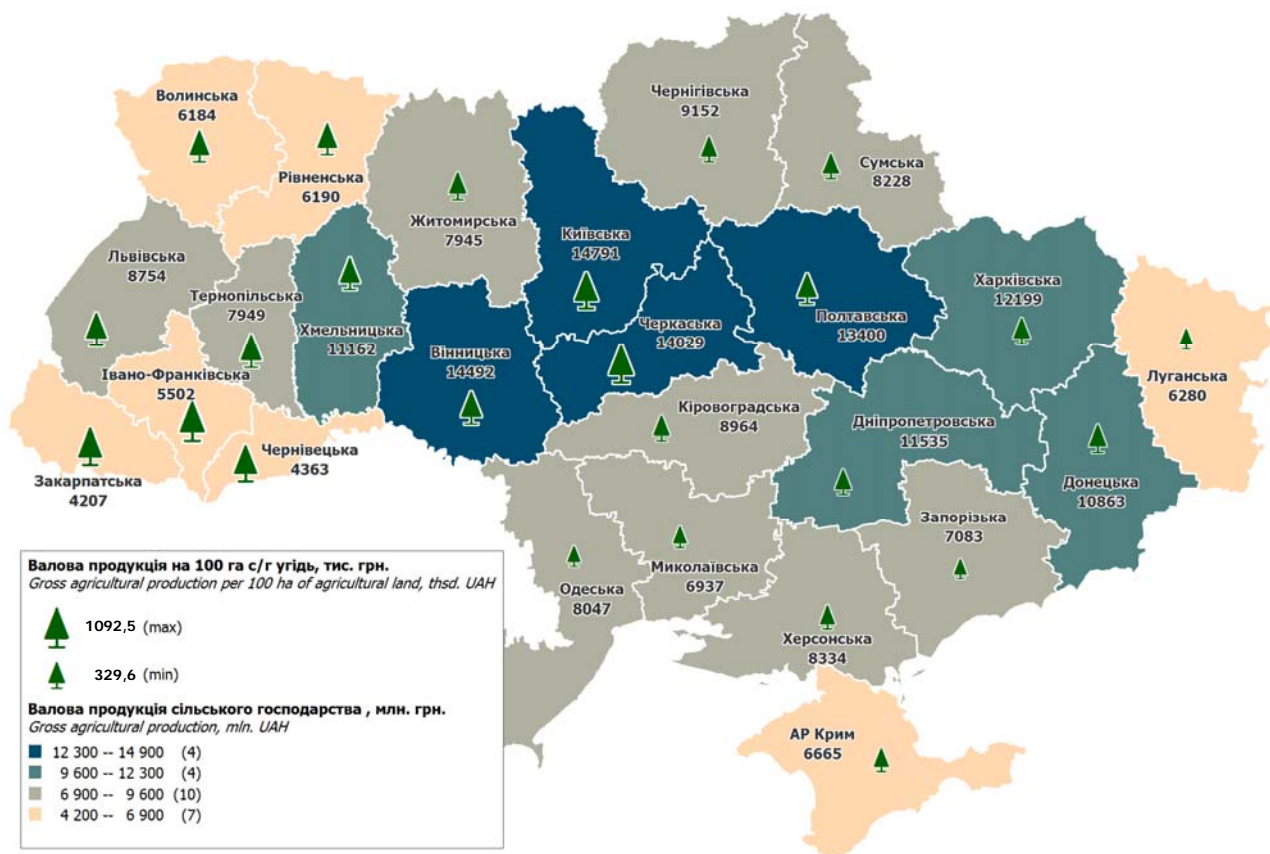 Волинська
6184
Рівненська
6190
Житомирська
7945
Київська
14791
Чернігівська
9152
Сумська
8228
Львівська
8754
Тернопільська
7949
Хмельницька
11162
Вінницька
14492
Черкаська
14029
Полтавська
13400
Харківська
12199
Луганська
6280
Івано-Франківська
5502
Закарпатська
4207
Чернівецька
4363
Кіровоградська
8964
Дніпропетровська
11535
Донецька
10863
Одеська
8047
Миколаївська
6937
Запорізька
7083
Херсонська
8334
АР Крим
6665
Валова продукція на 100 га с/г угідь, тис. грн.
Gross agricultural production per 100 ha of agricultural land, thsd. UAH
1092,5 (max)
329,6 (min)
Валова продукція сільського господарства , млн. грн.
Gross agricultural production, mln. UAH
12 300 -- 14 900 (4)
9 600 -- 12 300 (4)
6 900 -- 9 600 (10)
4 200 -- 6 900 (7)